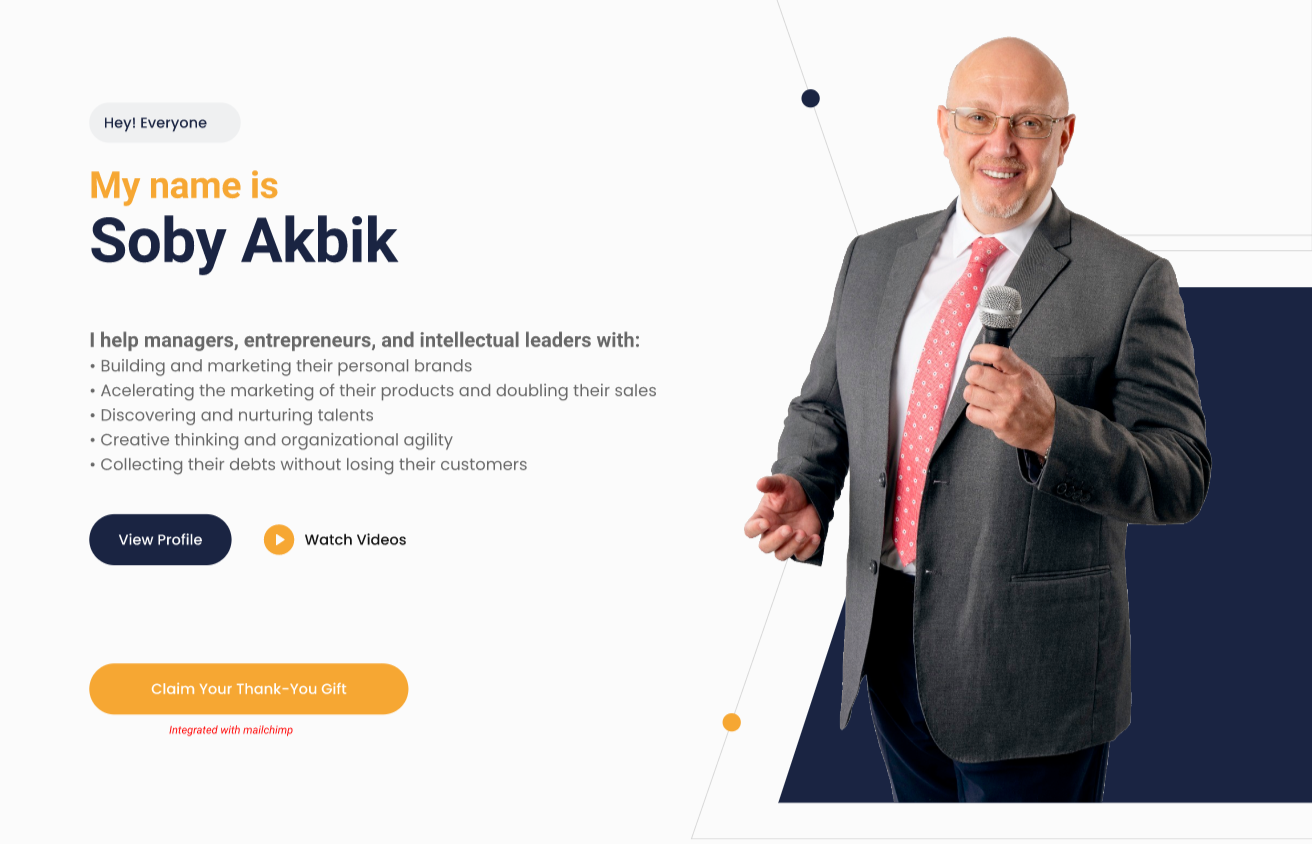 Hey! Everyone
My name is
Soby Akbik
I help managers, entrepreneurs, and intellectual leaders with:
• Building and marketing their personal brands
• Acelerating the marketing of their products and doubling their sales
• Discovering and nurturing talents
• Creative thinking and organizational agility
• Collecting their debts without losing their customers
View Profile
Watch Videos
Claim Your Thank-You Gift
Integrated with mailchimp